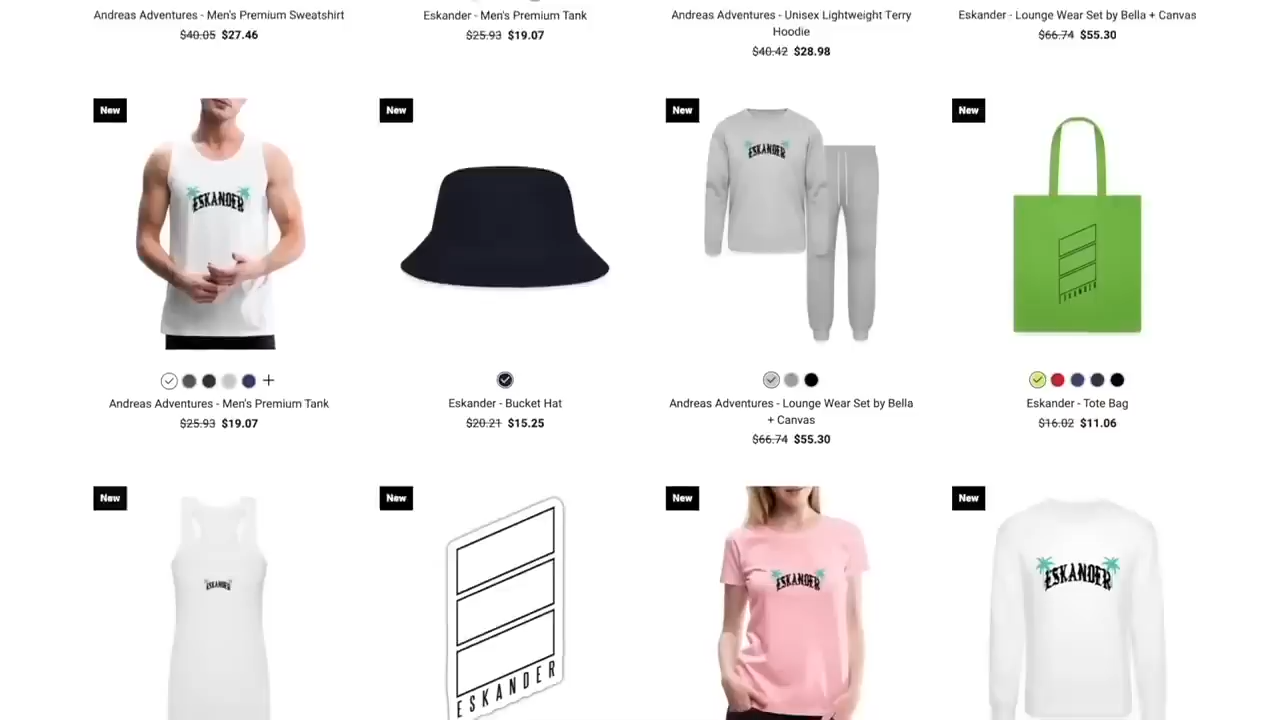 Andreas Adventures - Men's Premium Sweatshirt
$40.05 $27.46
Eskander - Men's Premium Tank
$25.93 $19.07
Andreas Adventures - Unisex Lightweight Terry
Hoodie
$40.42 $28.98
Eskander - Lounge Wear Set by Bella + Canvas
$66.74 $55.30
New
ESKANDER
Andreas Adventures - Men's Premium Tank
$25.93 $19.07
New
Eskander - Bucket Hat
$20.21 $15.25
New
ESKANDER
Andreas Adventures - Lounge Wear Set by Bella
+ Canvas
$66.74 $55.30
New
ESKANDER
Eskander - Tote Bag
$16.02 $11.06
New
ESKANDER
New
ESKANDER
New
ESKANDER
New
ESKANDER